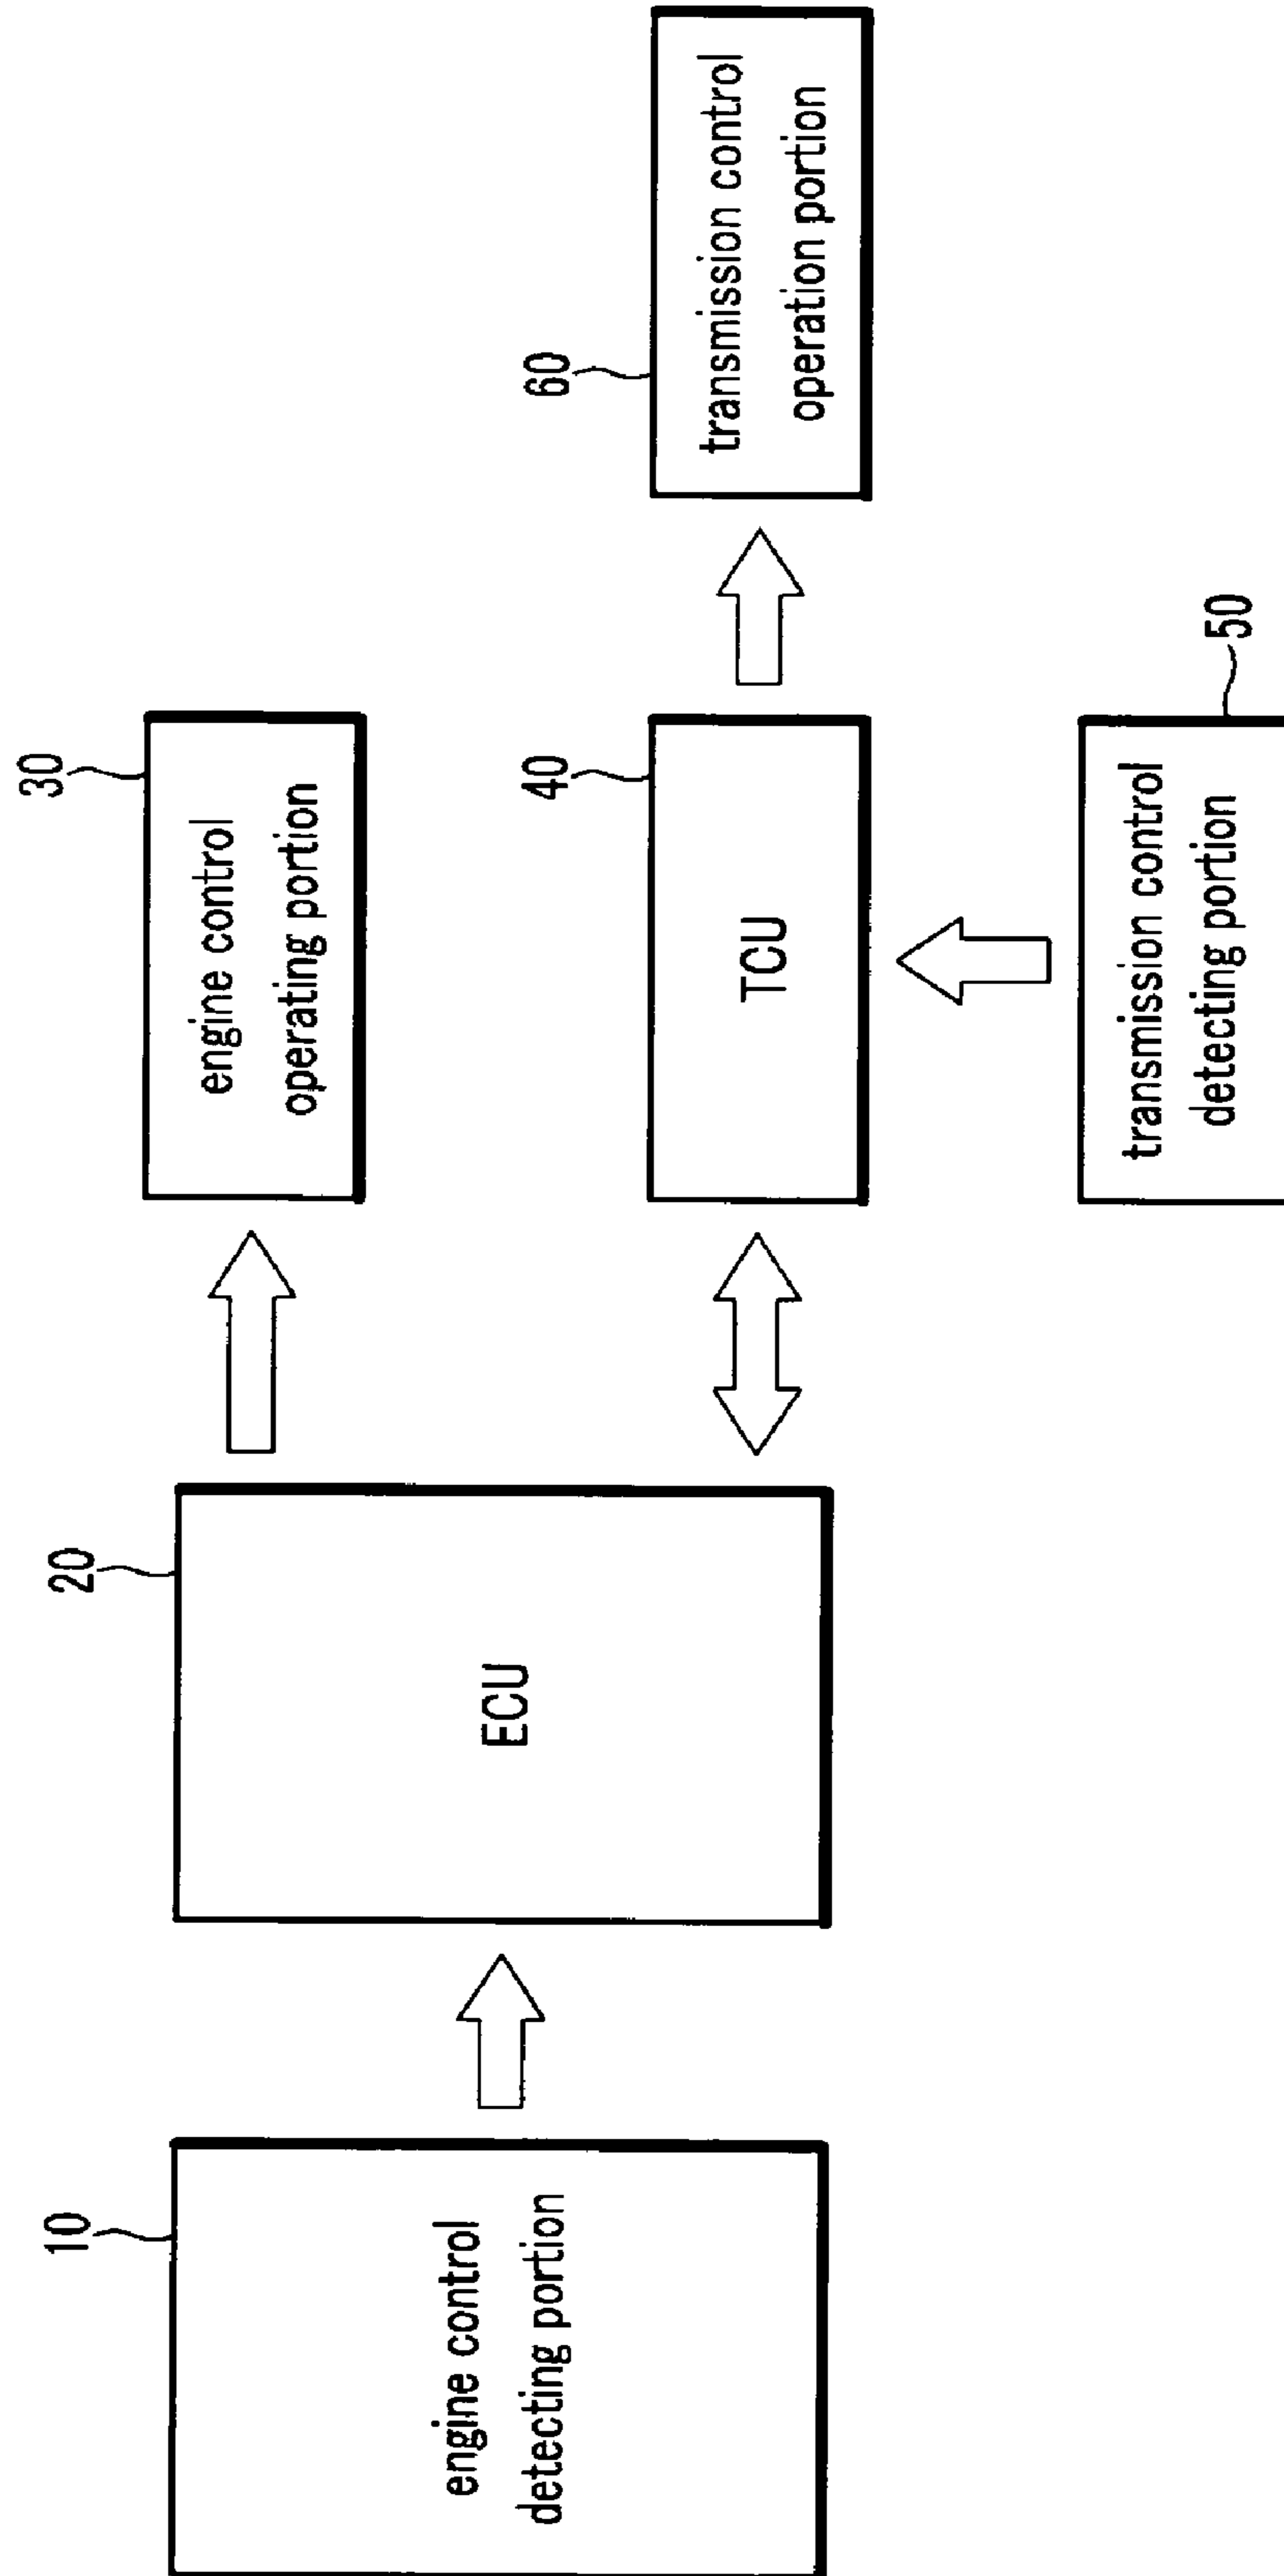 10
engine control
detecting portion
20
ECU
30
engine control
operating portion
40
TCU
50
transmission control
detecting portion
60
transmission control
operation portion